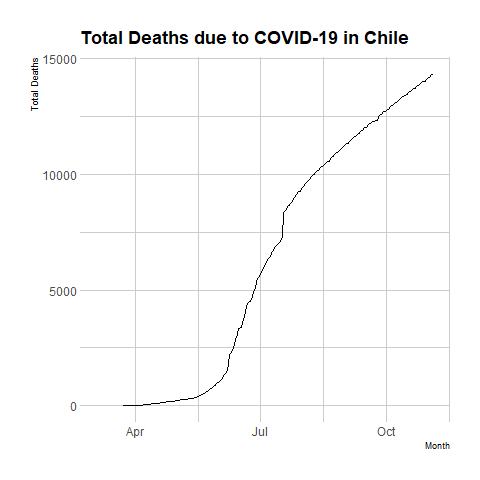 Total Deaths due to COVID-19 in Chile
Total Deaths
15000
10000
5000
0
Apr
Jul
Oct
Month